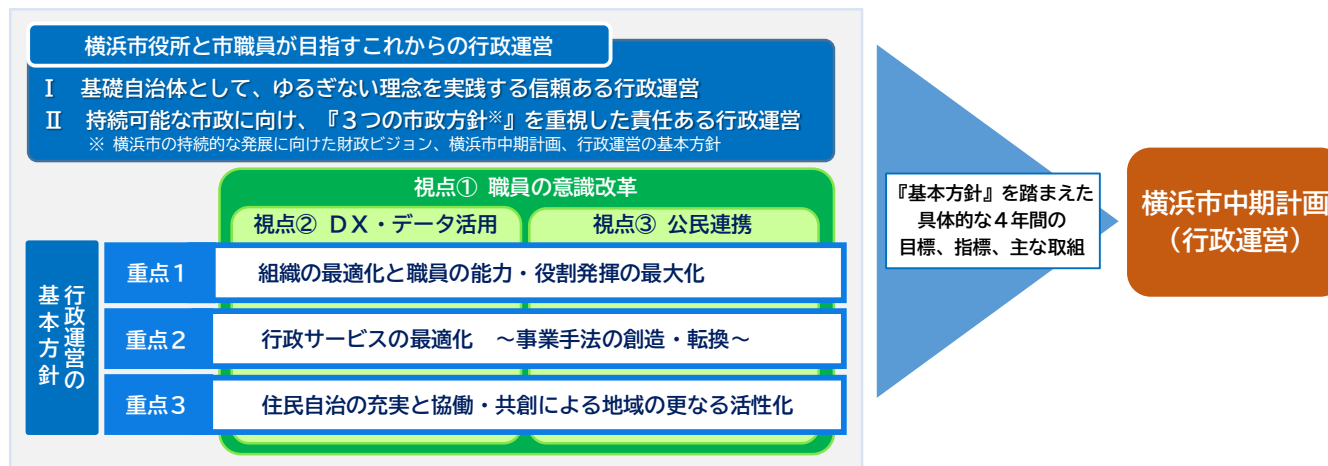 横浜市役所と市職員が目指すこれからの行政運営
Ⅰ 基礎自治体として、ゆるぎない理念を実践する信頼ある行政運営
Ⅱ 持続可能な市政に向け、『３つの市政方針※』を重視した責任ある行政運営
※ 横浜市の持続的な発展に向けた財政ビジョン、横浜市中期計画、行政運営の基本方針
視点① 職員の意識改革
視点② ＤＸ・データ活用
視点③ 公民連携
行政運営の
基本方針
重点１
組織の最適化と職員の能力・役割発揮の最大化
重点２
行政サービスの最適化 ～事業手法の創造・転換～
重点３
住民自治の充実と協働・共創による地域の更なる活性化
『基本方針』を踏まえた
具体的な４年間の
目標、指標、主な取組
横浜市中期計画
（行政運営）